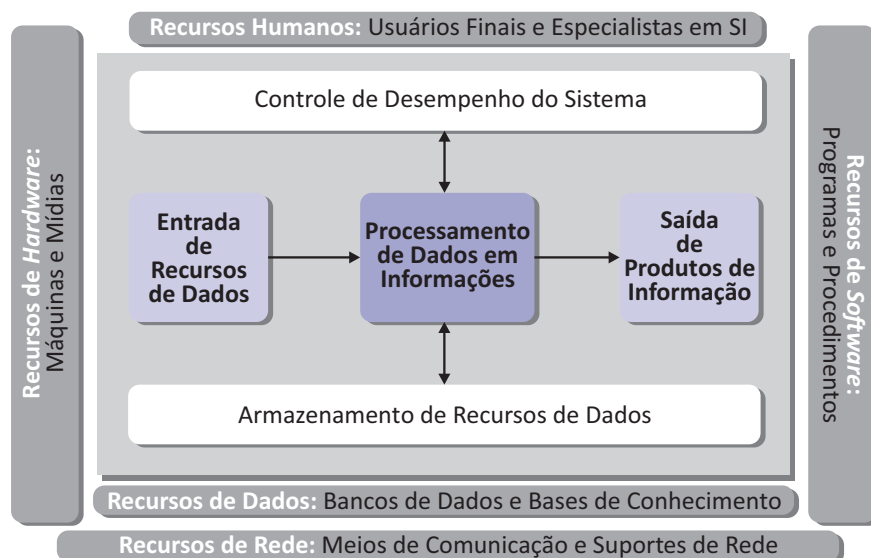 Recursos Humanos: Usuários Finais e Especialistas em SI
Recursos de Hardware:
Máquinas e Mídias
Controle de Desempenho do Sistema
Entrada
de
Recursos
de Dados
Processamento
de Dados em
Informações
Saída
de
Produtos de
Informação
Armazenamento de Recursos de Dados
Recursos de Software:
Programas e Procedimentos
Recursos de Dados: Bancos de Dados e Bases de Conhecimento
Recursos de Rede: Meios de Comunicação e Suportes de Rede